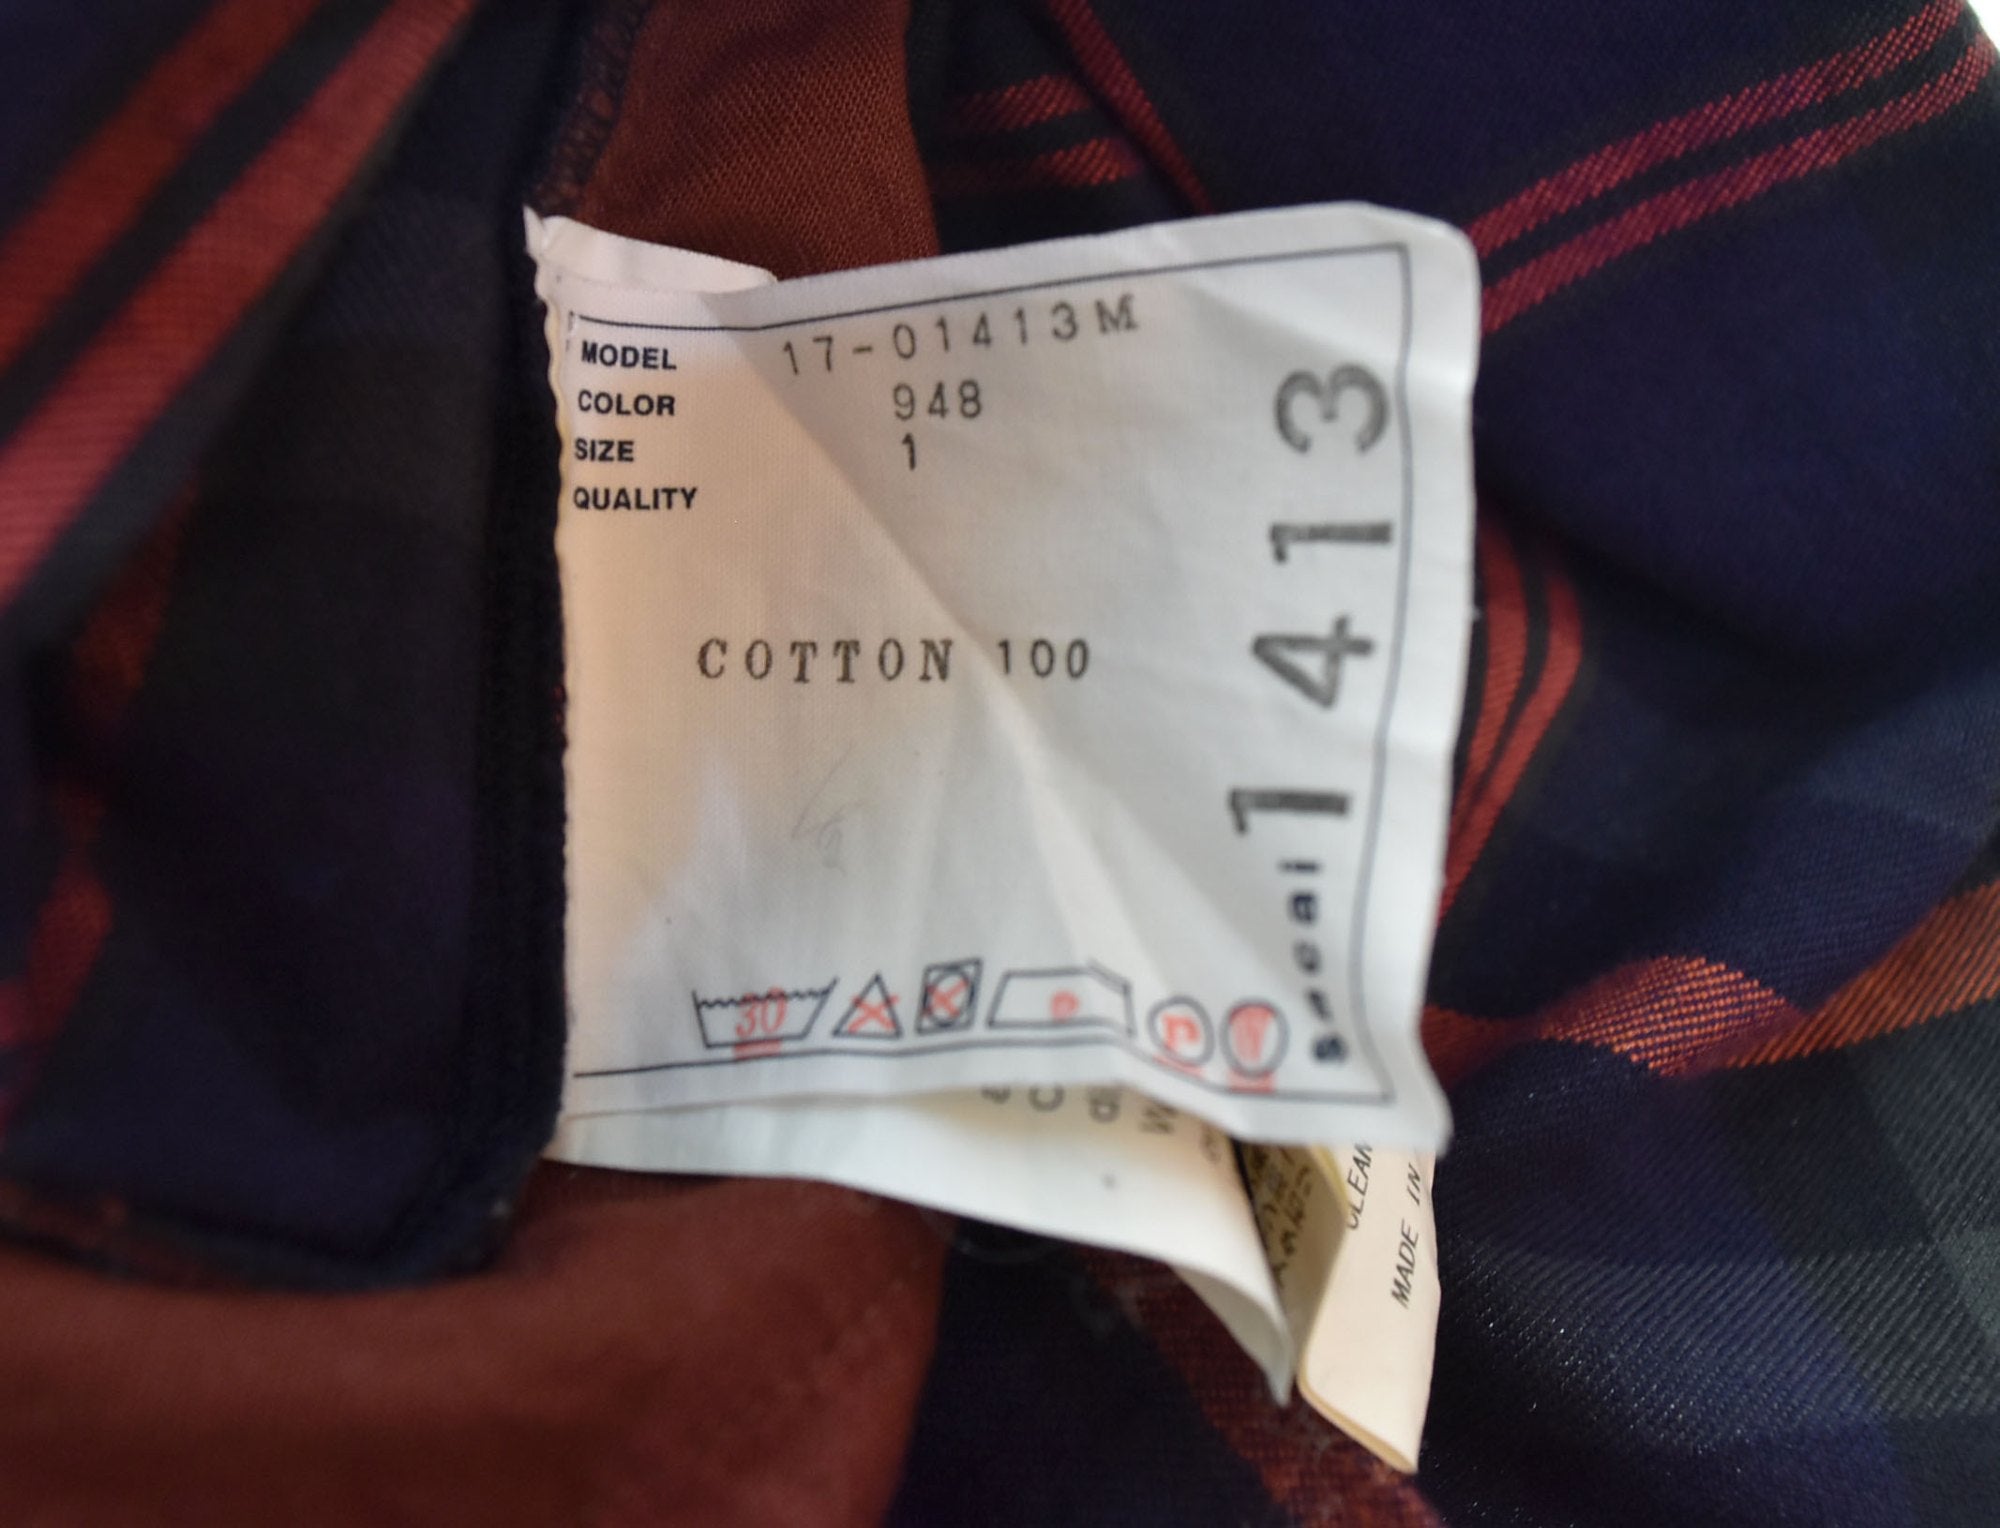 MODEL 17-01413M
COLOR 948
SIZE 1
QUALITY
COTTON 100
30
P
sacai 1413
MADE IN